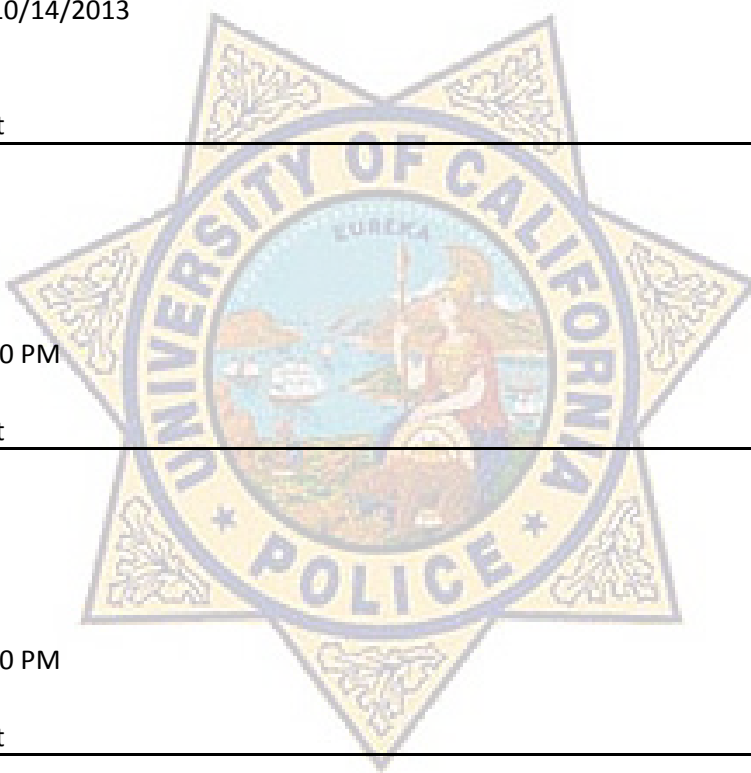 10/14/2013
t
UNIVERSITY OF CALIFORNIA
EUREKA
0 PM
t
POLICE
0 PM
t